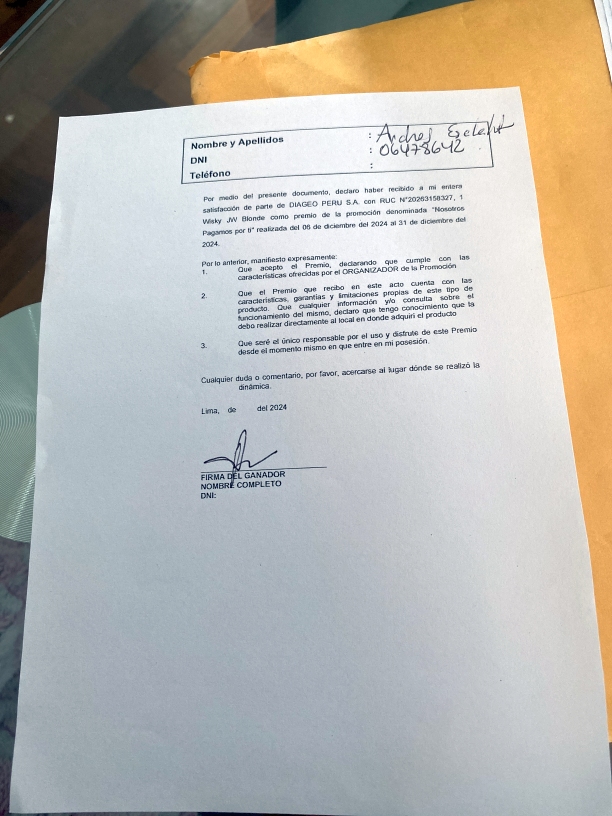 Nombre y Apellidos : Andres
DNI : 06478642
Teléfono :
Por medio del presente documento, declaro haber recibido a mi entera
satisfacción de parte de DIAGEO PERU S.A. con RUC N°20263158327, 1
Wisky JW Blonde como premio de la promoción denominada "Nosotros
Pagamos por ti" realizada del 06 de diciembre del 2024 al 31 de diciembre del
2024.
Por lo anterior, manifiesto expresamente:
1. Que acepto el Premio, declarando que cumple con las
características ofrecidas por el ORGANIZADOR de la Promoción
2. Que el Premio que recibo en este acto cuenta con las
características, garantías y limitaciones propias de este tipo de
producto. Que cualquier información y/o consulta sobre el
funcionamiento del mismo, declaro que tengo conocimiento que la
debo realizar directamente al local en donde adquirí el producto
3. Que seré el único responsable por el uso y disfrute de este Premio
desde el momento mismo en que entre en mi posesión.
Cualquier duda o comentario, por favor, acercarse al lugar dónde se realizó la
dinámica.
Lima, de del 2024
FIRMA DEL GANADOR
NOMBRE COMPLETO
DNI: